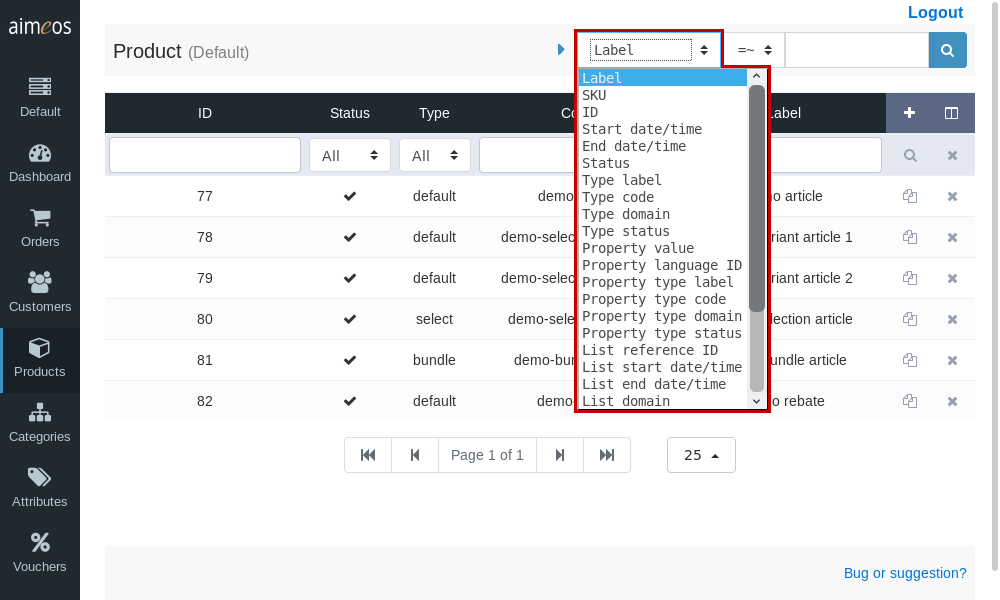 aimeos
Logout
Product (Default)
Label
=~
Default
Dashboard
Orders
Customers
Products
Categories
Attributes
Vouchers
Label
SKU
ID
Start date/time
End date/time
Status
Type label
Type code
Type domain
Type status
Property value
Property language ID
Property type label
Property type code
Property type domain
Property type status
List reference ID
List start date/time
List end date/time
List domain
ID Status Type Co Label
All All
77 default demo- article
78 default demo-selec riant article 1
79 default demo-selec riant article 2
80 select demo-sele lection article
81 bundle demo-bun undle article
82 default demo- rebate
Page 1 of 1
25
Bug or suggestion?